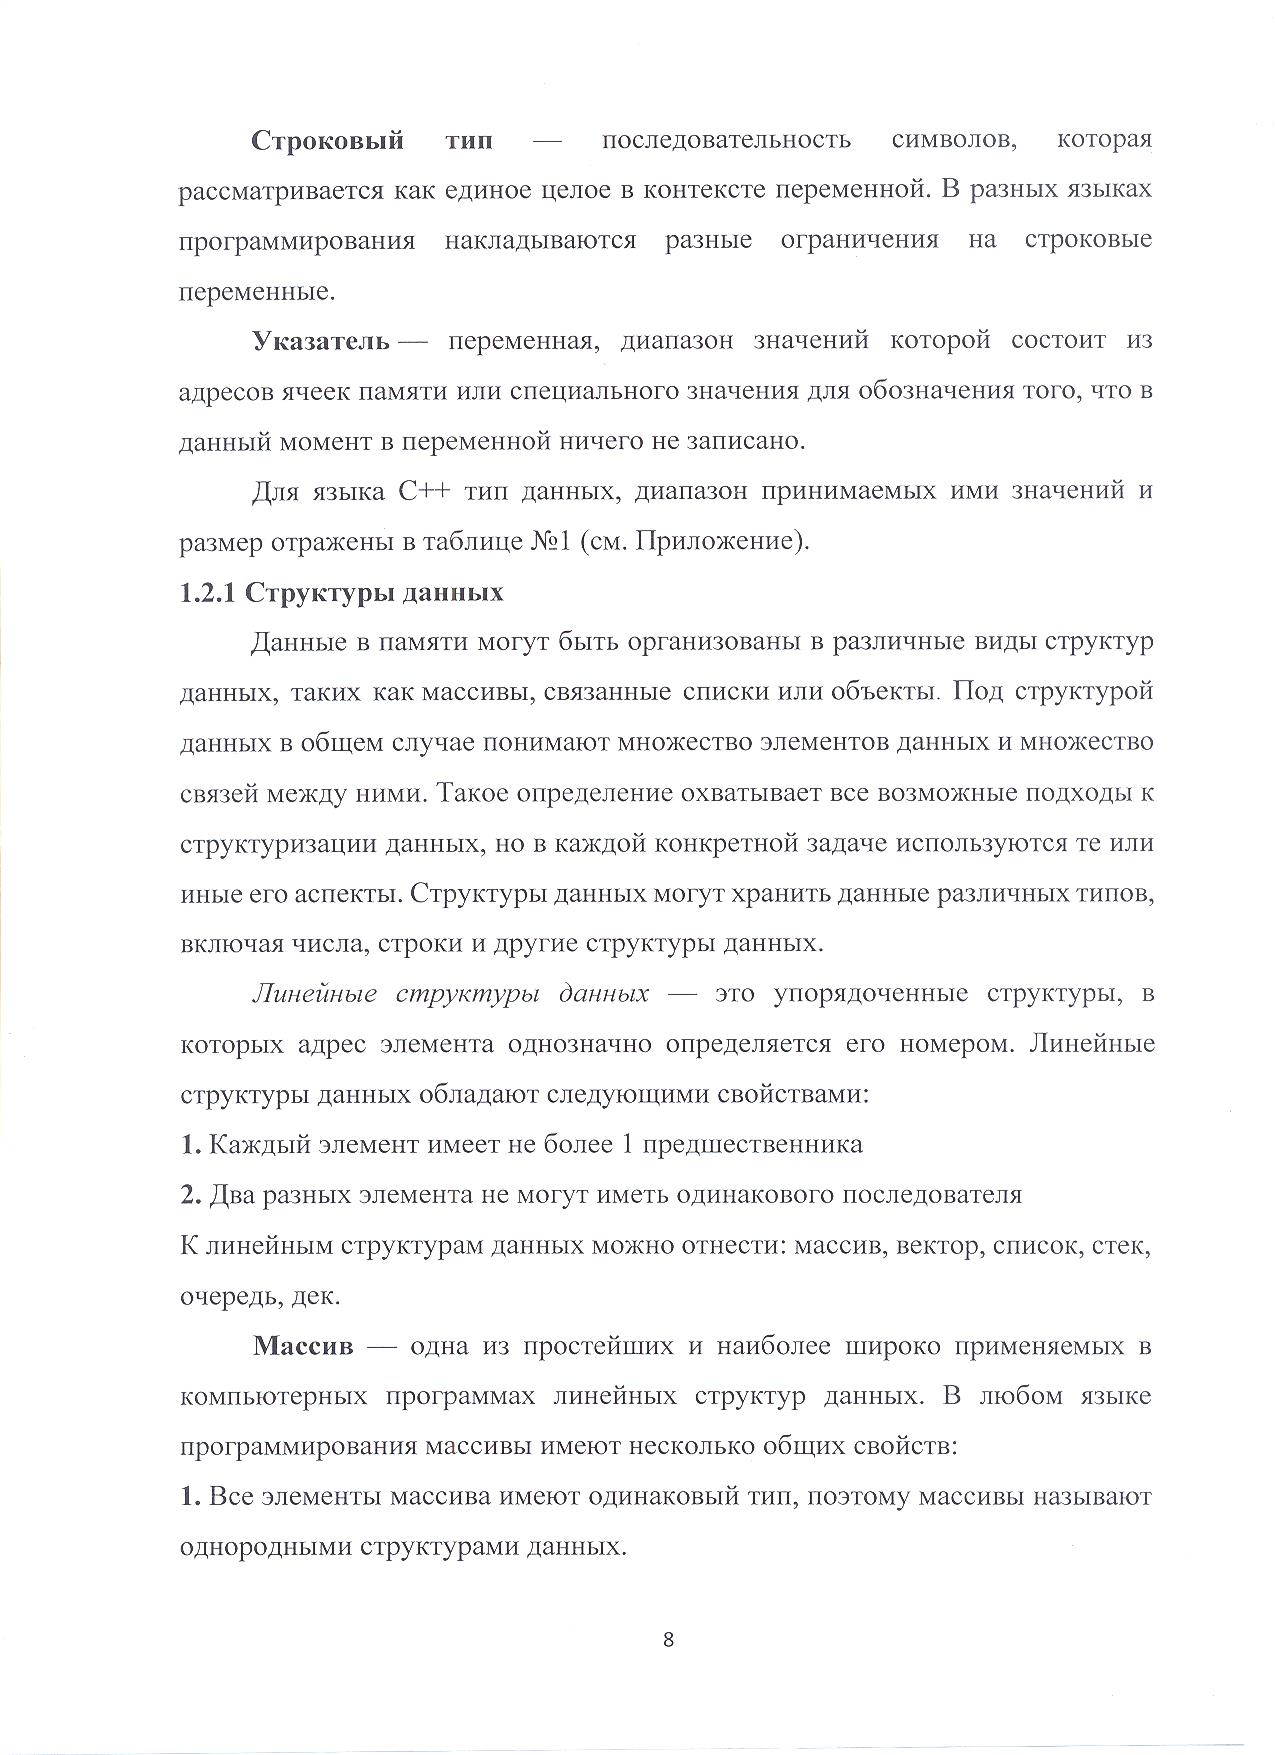 Строковый тип — последовательность символов, которая
рассматривается как единое целое в контексте переменной. В разных языках
программирования накладываются разные ограничения на строковые
переменные.
Указатель — переменная, диапазон значений которой состоит из
адресов ячеек памяти или специального значения для обозначения того, что в
данный момент в переменной ничего не записано.
Для языка С++ тип данных, диапазон принимаемых ими значений и
размер отражены в таблице №1 (см. Приложение).
1.2.1 Структуры данных
Данные в памяти могут быть организованы в различные виды структур
данных, таких как массивы, связанные списки или объекты. Под структурой
данных в общем случае понимают множество элементов данных и множество
связей между ними. Такое определение охватывает все возможные подходы к
структуризации данных, но в каждой конкретной задаче используются те или
иные его аспекты. Структуры данных могут хранить данные различных типов,
включая числа, строки и другие структуры данных.
Линейные структуры данных — это упорядоченные структуры, в
которых адрес элемента однозначно определяется его номером. Линейные
структуры данных обладают следующими свойствами:
1. Каждый элемент имеет не более 1 предшественника
2. Два разных элемента не могут иметь одинакового последователя
К линейным структурам данных можно отнести: массив, вектор, список, стек,
очередь, дек.
Массив — одна из простейших и наиболее широко применяемых в
компьютерных программах линейных структур данных. В любом языке
программирования массивы имеют несколько общих свойств:
1. Все элементы массива имеют одинаковый тип, поэтому массивы называют
однородными структурами данных.
8